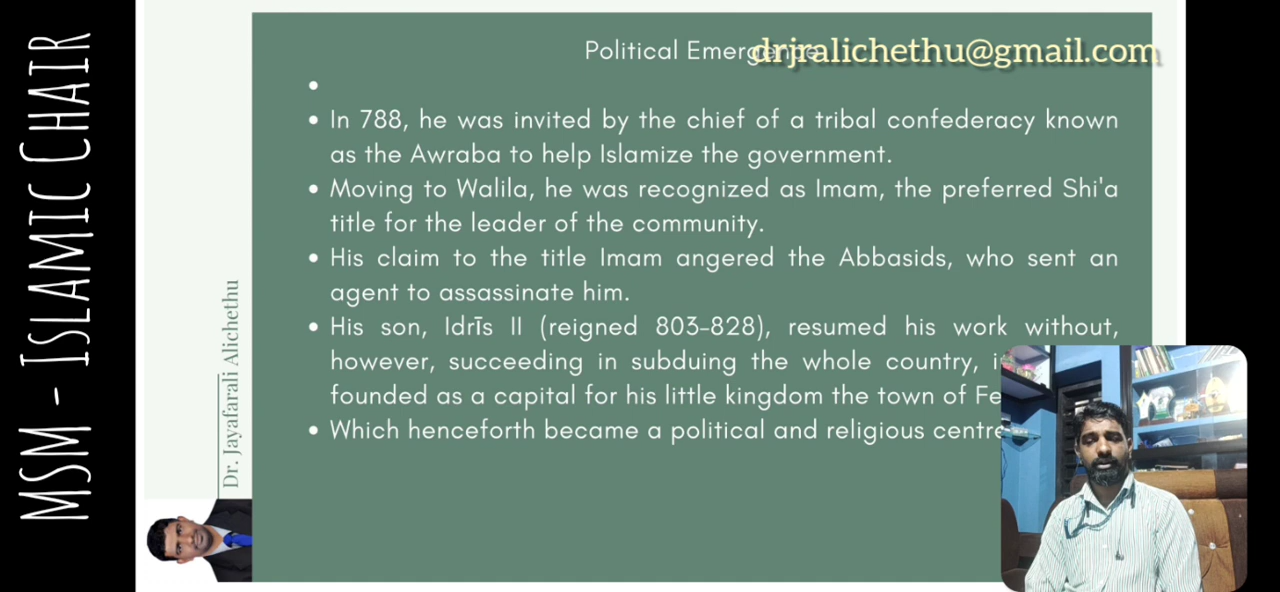 MSM - ISLAMIC CHAIR
Dr. Jayafarali Alichethu
Political
drjralichethu@gmail.com
In 788, he was invited by the chief of a tribal confederacy known
as the Awraba to help Islamize the government.
Moving to Walila, he was recognized as Imam, the preferred Shi'a
title for the leader of the community.
His claim to the title Imam angered the Abbasids, who sent an
agent to assassinate him.
His son, Idrīs II (reigned 803–828), resumed his work without,
however, succeeding in subduing the whole country,
founded as a capital for his little kingdom the town of
Which henceforth became a political and religious centre